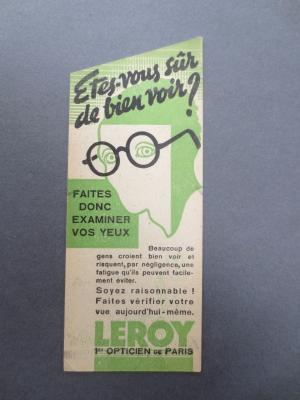 Etes-vous sûr
de bien voir?
FAITES
DONC
EXAMINER
VOS YEUX
Beaucoup de
gens croient bien voir et
risquent, par négligence, une
fatigue qu'ils peuvent facile-
ment éviter.
Soyez raisonnable !
Faites vérifier votre
vue aujourd'hui-même.
LEROY
1er OPTICIEN DE PARIS